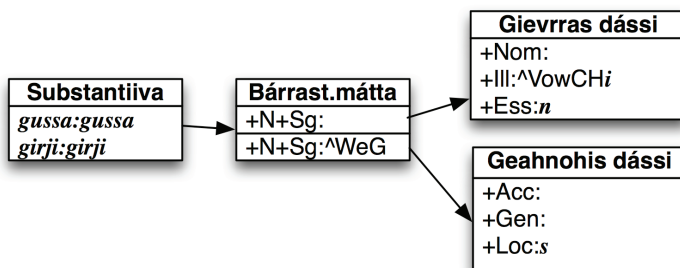 Substantiiva
gussa:gussa
girji:girji
Bárrast.mátta
+N+Sg:
+N+Sg:^WeG
Gievrras dássi
+Nom:
+Ill:^VowCHi
+Ess:n
Geahnohis dássi
+Acc:
+Gen:
+Loc:s